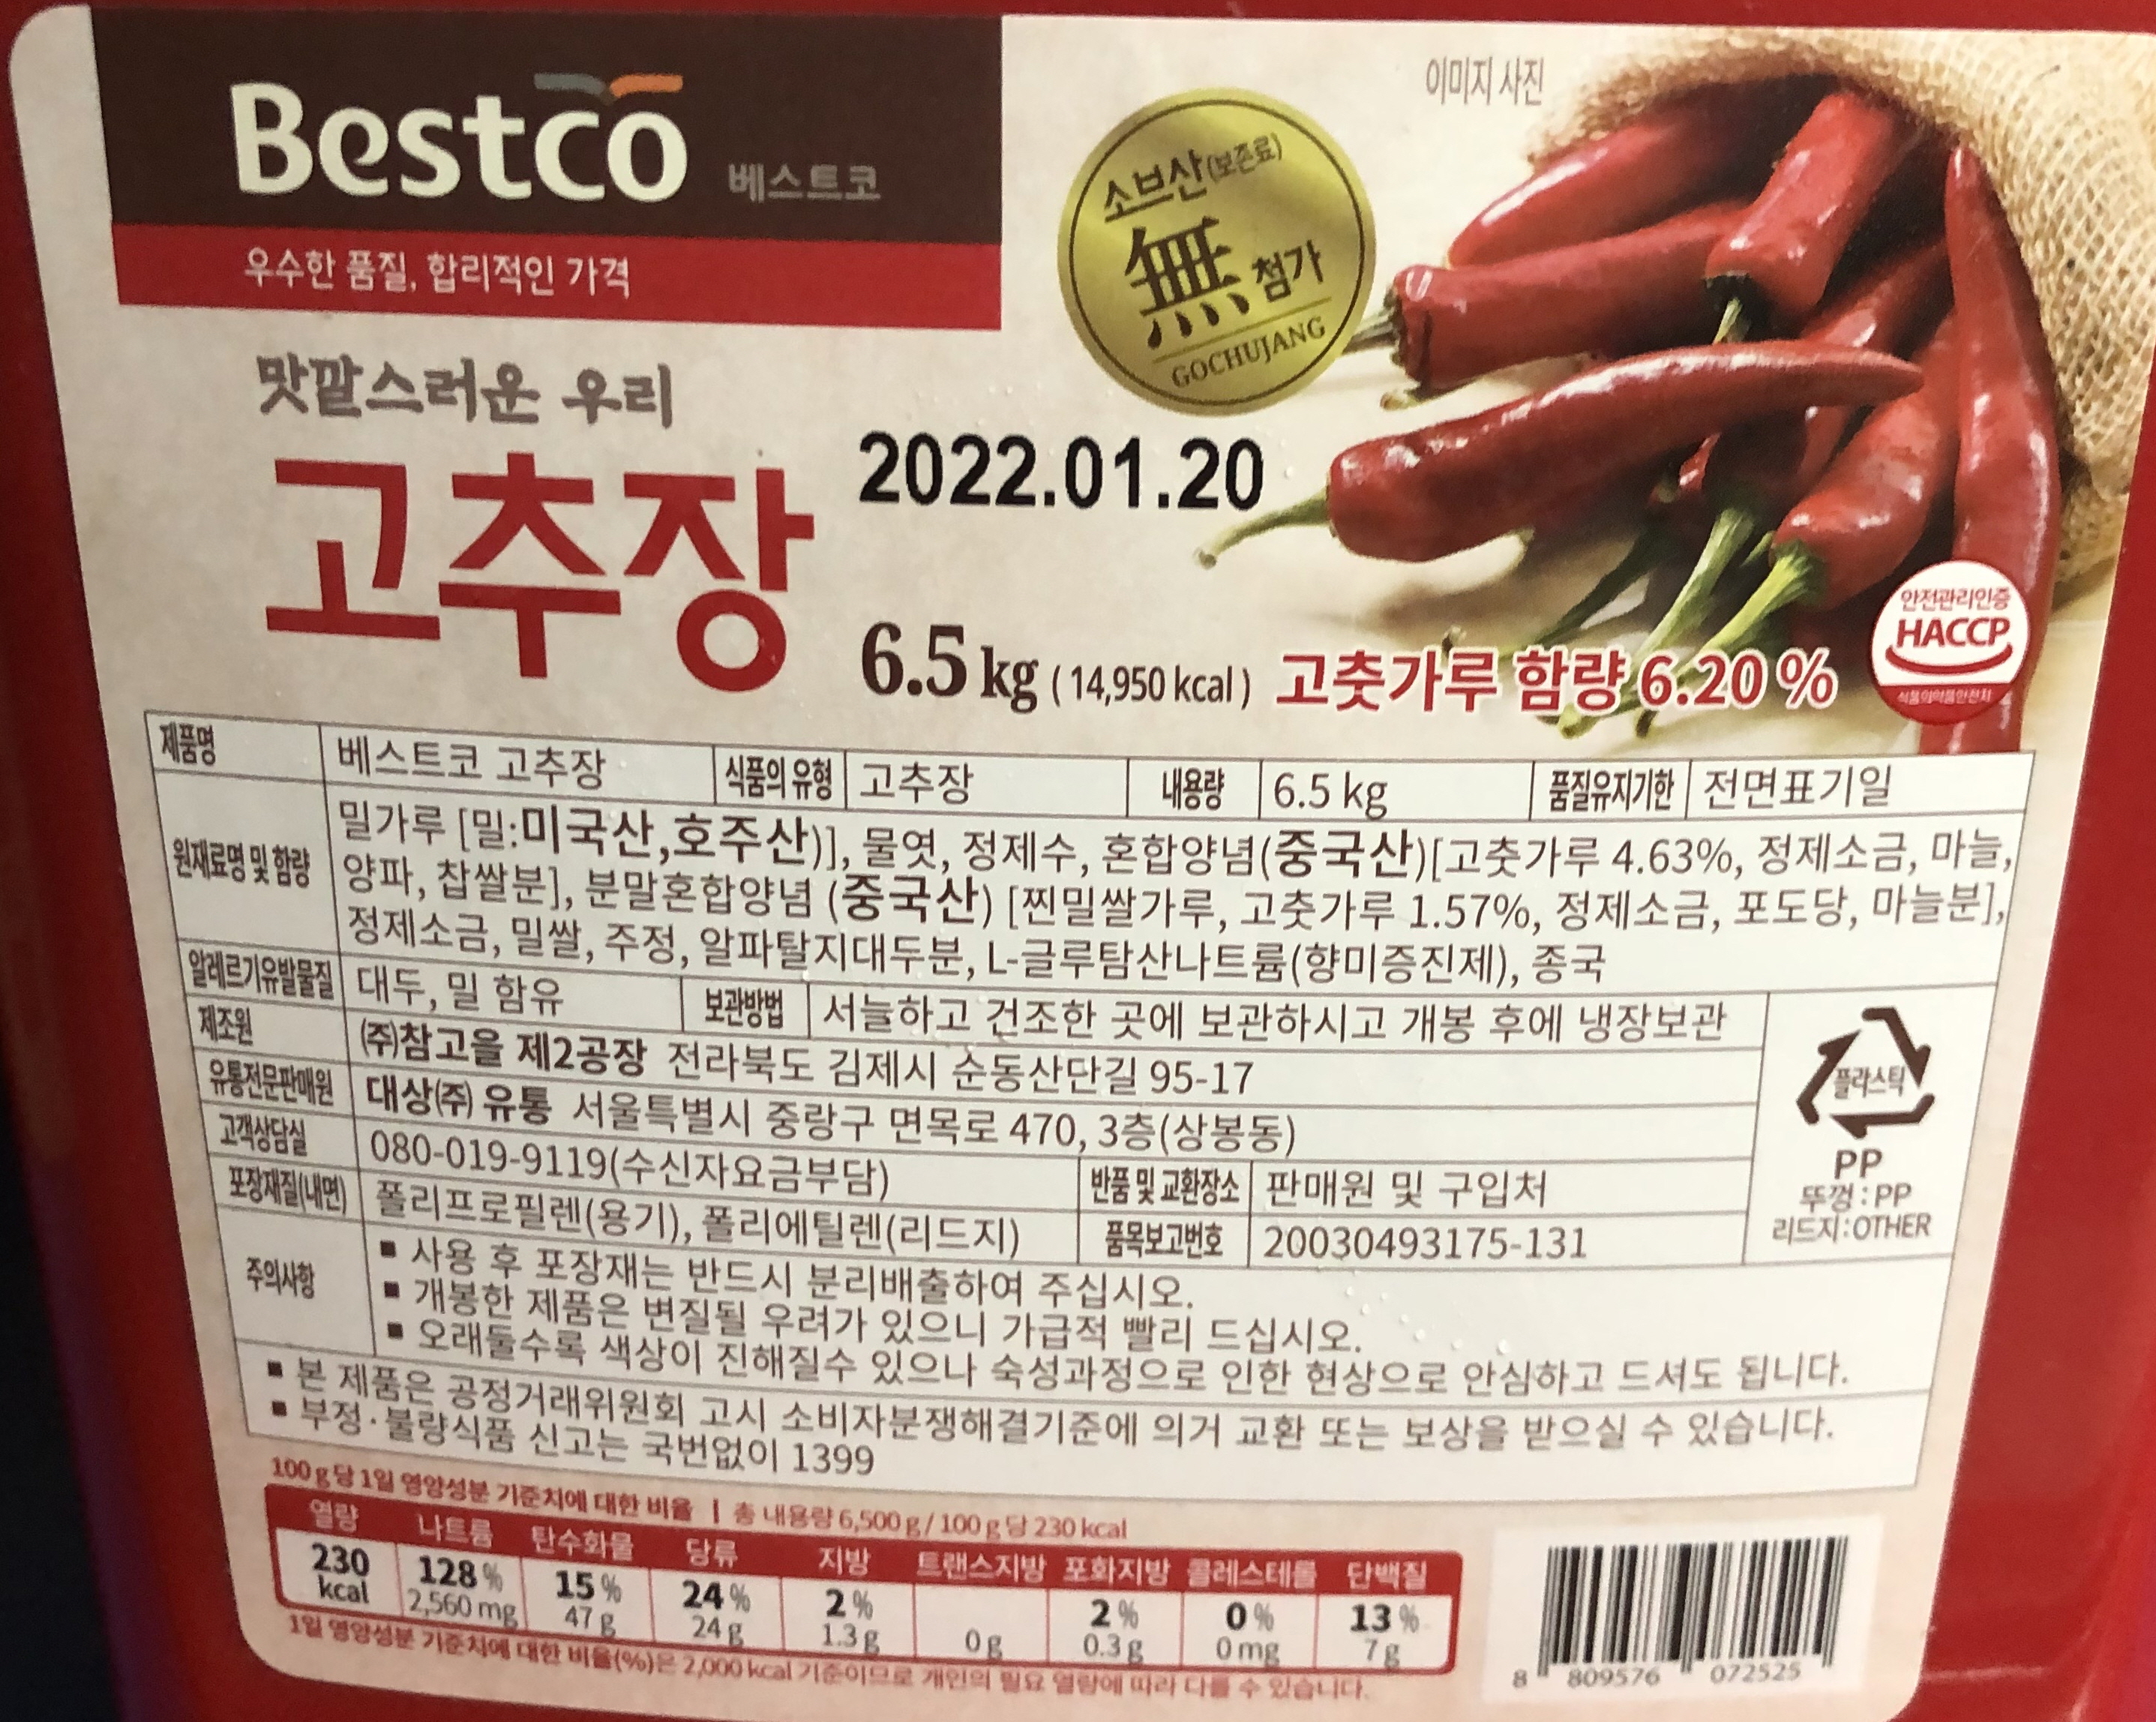 Bestco 베스트코
우수한 품질, 합리적인 가격
이미지 사진
소브산(보존료)
無 첨가
GOCHUJANG
맛깔스러운 우리
고추장
2022.01.20
6.5 kg ( 14,950 kcal ) 고춧가루 함량 6.20 %
안전관리인증
HACCP
식품의약품안전처
제품명 베스트코 고추장 식품의 유형 고추장 내용량 6.5 kg 품질유지기한 전면표기일
원재료명 및 함량 밀가루 [밀:미국산,호주산)], 물엿, 정제수, 혼합양념(중국산)[고춧가루 4.63%, 정제소금, 마늘,
양파, 찹쌀분], 분말혼합양념 (중국산) [찐밀쌀가루, 고춧가루 1.57%, 정제소금, 포도당, 마늘분],
정제소금, 밀쌀, 주정, 알파탈지대두분, L-글루탐산나트륨(향미증진제), 종국
알레르기유발물질 대두, 밀 함유 보관방법 서늘하고 건조한 곳에 보관하시고 개봉 후에 냉장보관
제조원 (주)참고을 제2공장 전라북도 김제시 순동산단길 95-17
유통전문판매원 대상(주) 유통 서울특별시 중랑구 면목로 470, 3층(상봉동)
고객상담실 080-019-9119(수신자요금부담) 반품 및 교환장소 판매원 및 구입처
포장재질(내면) 폴리프로필렌(용기), 폴리에틸렌(리드지) 품목보고번호 20030493175-131
플라스틱
PP
뚜껑 : PP
리드지:OTHER
주의사항 ▪ 사용 후 포장재는 반드시 분리배출하여 주십시오.
▪ 개봉한 제품은 변질될 우려가 있으니 가급적 빨리 드십시오.
▪ 오래둘수록 색상이 진해질수 있으나 숙성과정으로 인한 현상으로 안심하고 드셔도 됩니다.
▪ 본 제품은 공정거래위원회 고시 소비자분쟁해결기준에 의거 교환 또는 보상을 받으실 수 있습니다.
▪ 부정·불량식품 신고는 국번없이 1399
100 g당 1일 영양성분 기준치에 대한 비율 | 총 내용량 6,500 g / 100 g당 230 kcal
열량 나트륨 탄수화물 당류 지방 트랜스지방 포화지방 콜레스테롤 단백질
230 128 % 15 % 24 % 2 % 2 % 0 % 13 %
kcal 2,560 mg 47 g 24 g 1.3 g 0 g 0.3 g 0 mg 7 g
1일 영양성분 기준치에 대한 비율(%)은 2,000 kcal 기준이므로 개인의 필요 열량에 따라 다를 수 있습니다.
8 809576 072525